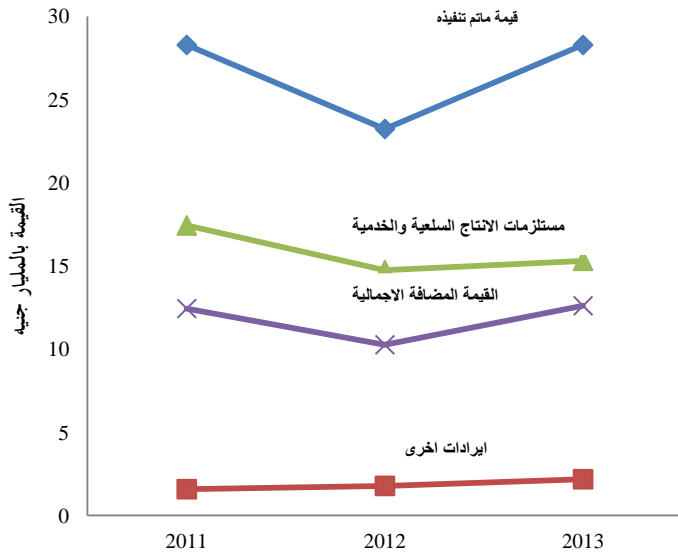 30
قيمة ماتم تنفيذه
25
20
مستلزمات الانتاج السلعية والخدمية
15
القيمة المضافة الاجمالية
10
5
ايرادات اخرى
0
القيمة بالمليار جنيه
2011 2012 2013